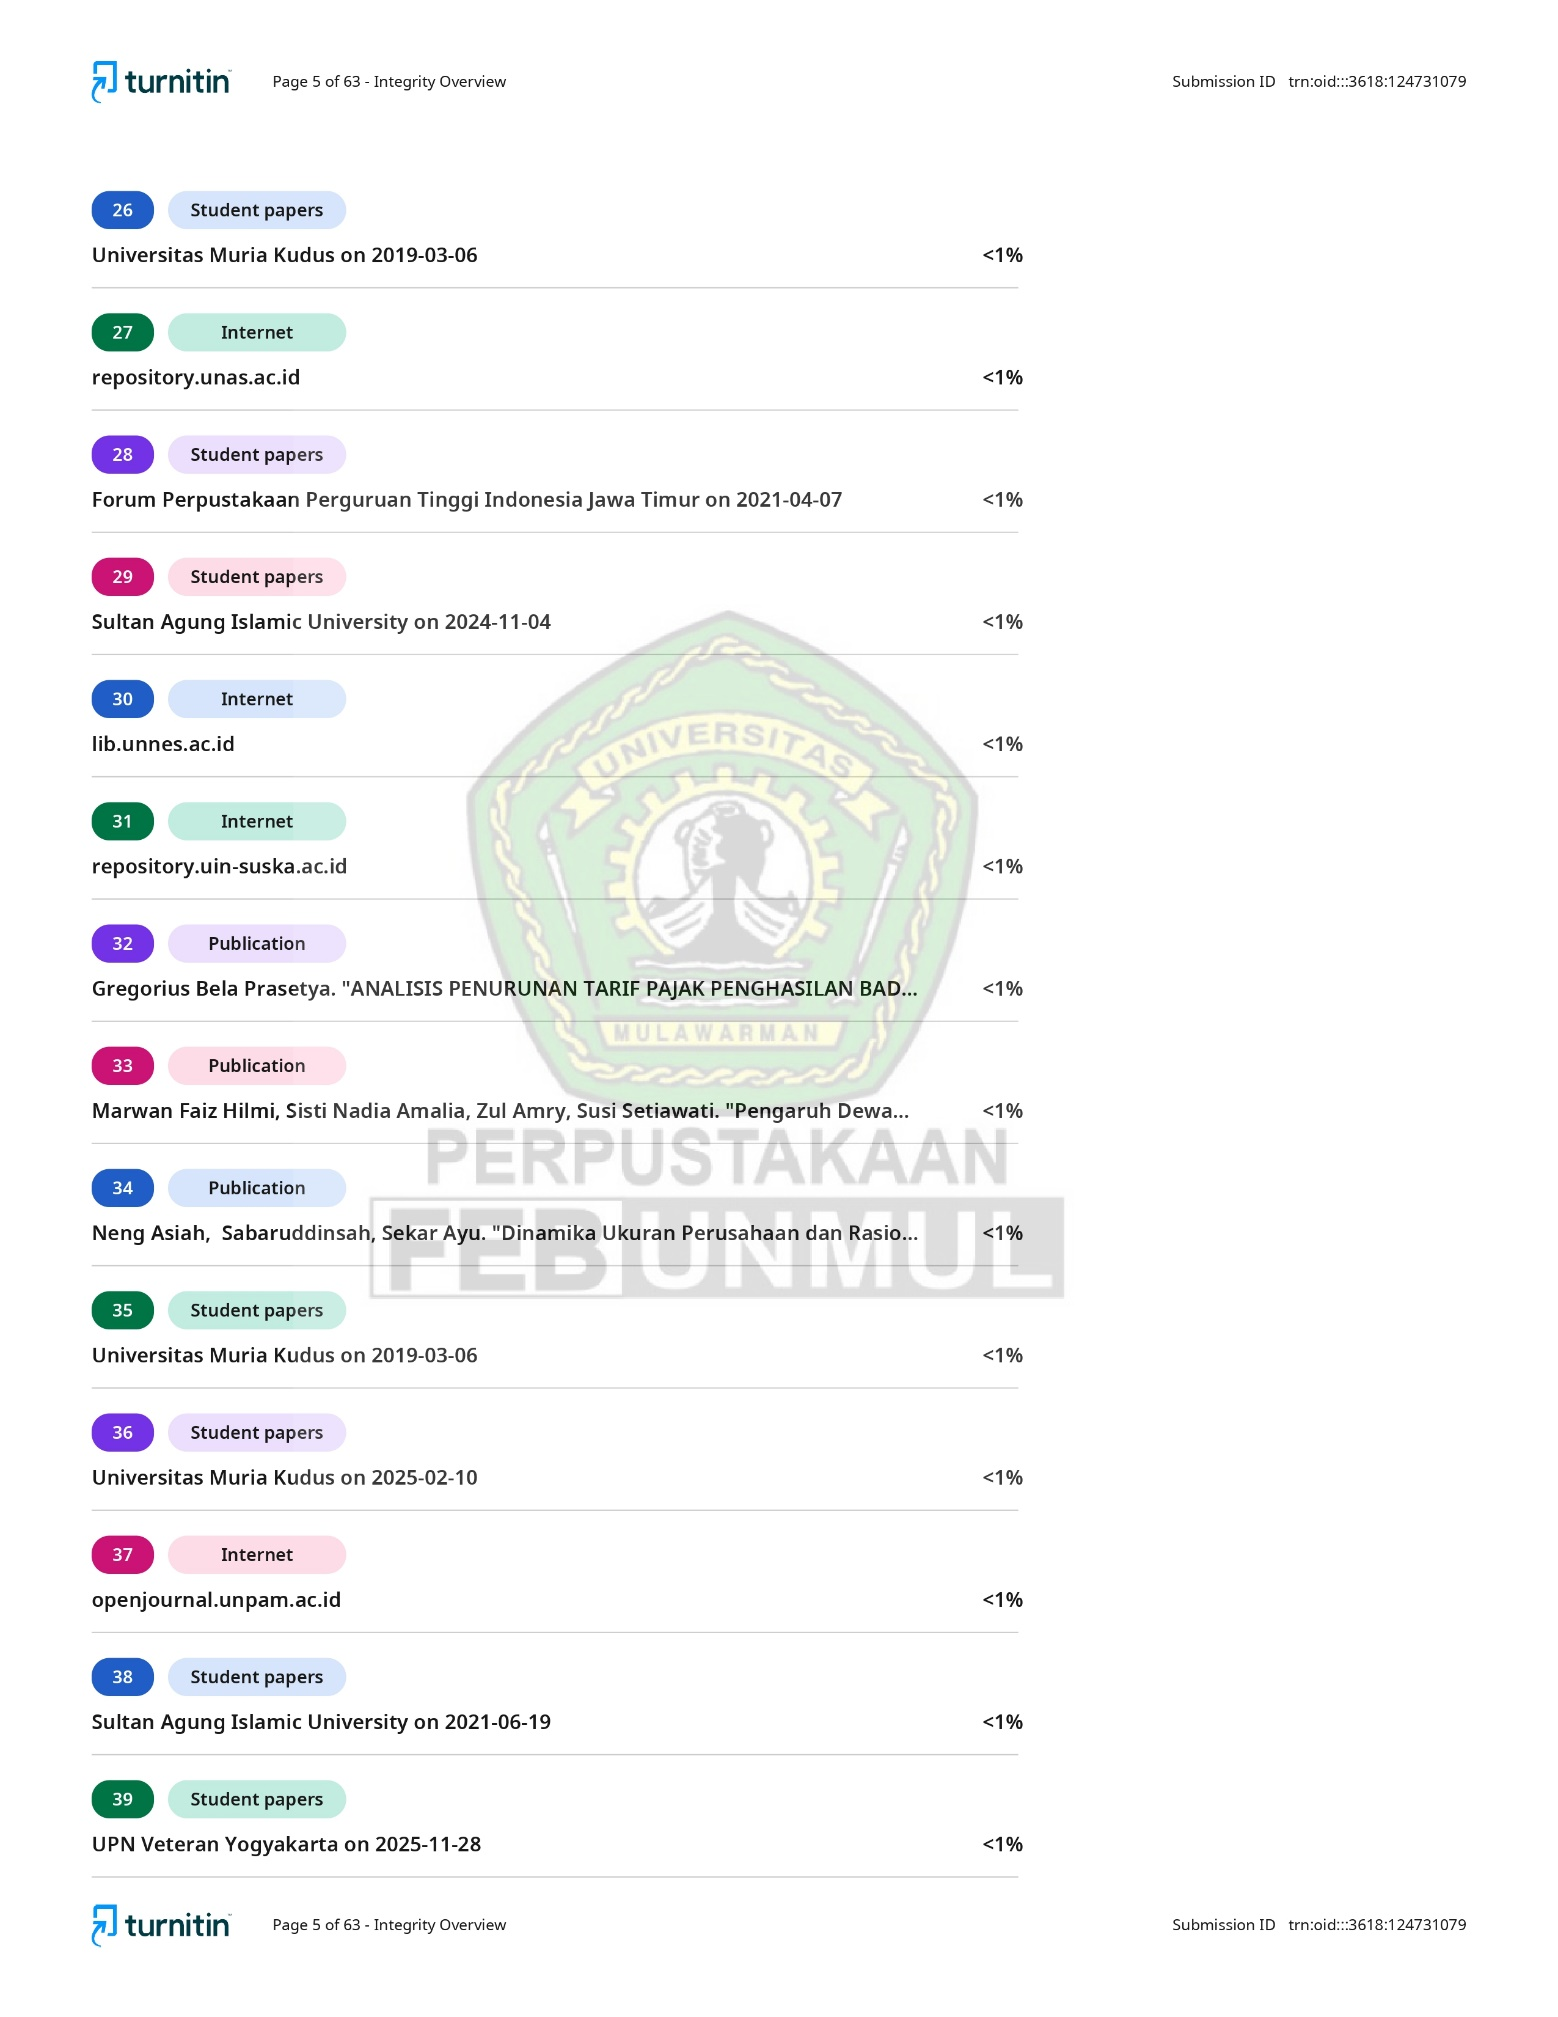 turnitin Page 5 of 63 - Integrity Overview Submission ID trn:oid:::3618:124731079
26 Student papers
Universitas Muria Kudus on 2019-03-06 <1%
27 Internet
repository.unas.ac.id <1%
28 Student papers
Forum Perpustakaan Perguruan Tinggi Indonesia Jawa Timur on 2021-04-07 <1%
29 Student papers
Sultan Agung Islamic University on 2024-11-04 <1%
30 Internet
UNIVERSITAS
lib.unnes.ac.id <1%
31 Internet
repository.uin-suska.ac.id <1%
32 Publication
Gregorius Bela Prasetya. "ANALISIS PENURUNAN TARIF PAJAK PENGHASILAN BAD... <1%
MULAWARMAN
33 Publication
Marwan Faiz Hilmi, Sisti Nadia Amalia, Zul Amry, Susi Setiawati. "Pengaruh Dewa... <1%
PERPUSTAKAAN
34 Publication
Neng Asiah, Sabaruddinsah, Sekar Ayu. "Dinamika Ukuran Perusahaan dan Rasio... <1%
FEB UNMUL
35 Student papers
Universitas Muria Kudus on 2019-03-06 <1%
36 Student papers
Universitas Muria Kudus on 2025-02-10 <1%
37 Internet
openjournal.unpam.ac.id <1%
38 Student papers
Sultan Agung Islamic University on 2021-06-19 <1%
39 Student papers
UPN Veteran Yogyakarta on 2025-11-28 <1%
turnitin Page 5 of 63 - Integrity Overview Submission ID trn:oid:::3618:124731079